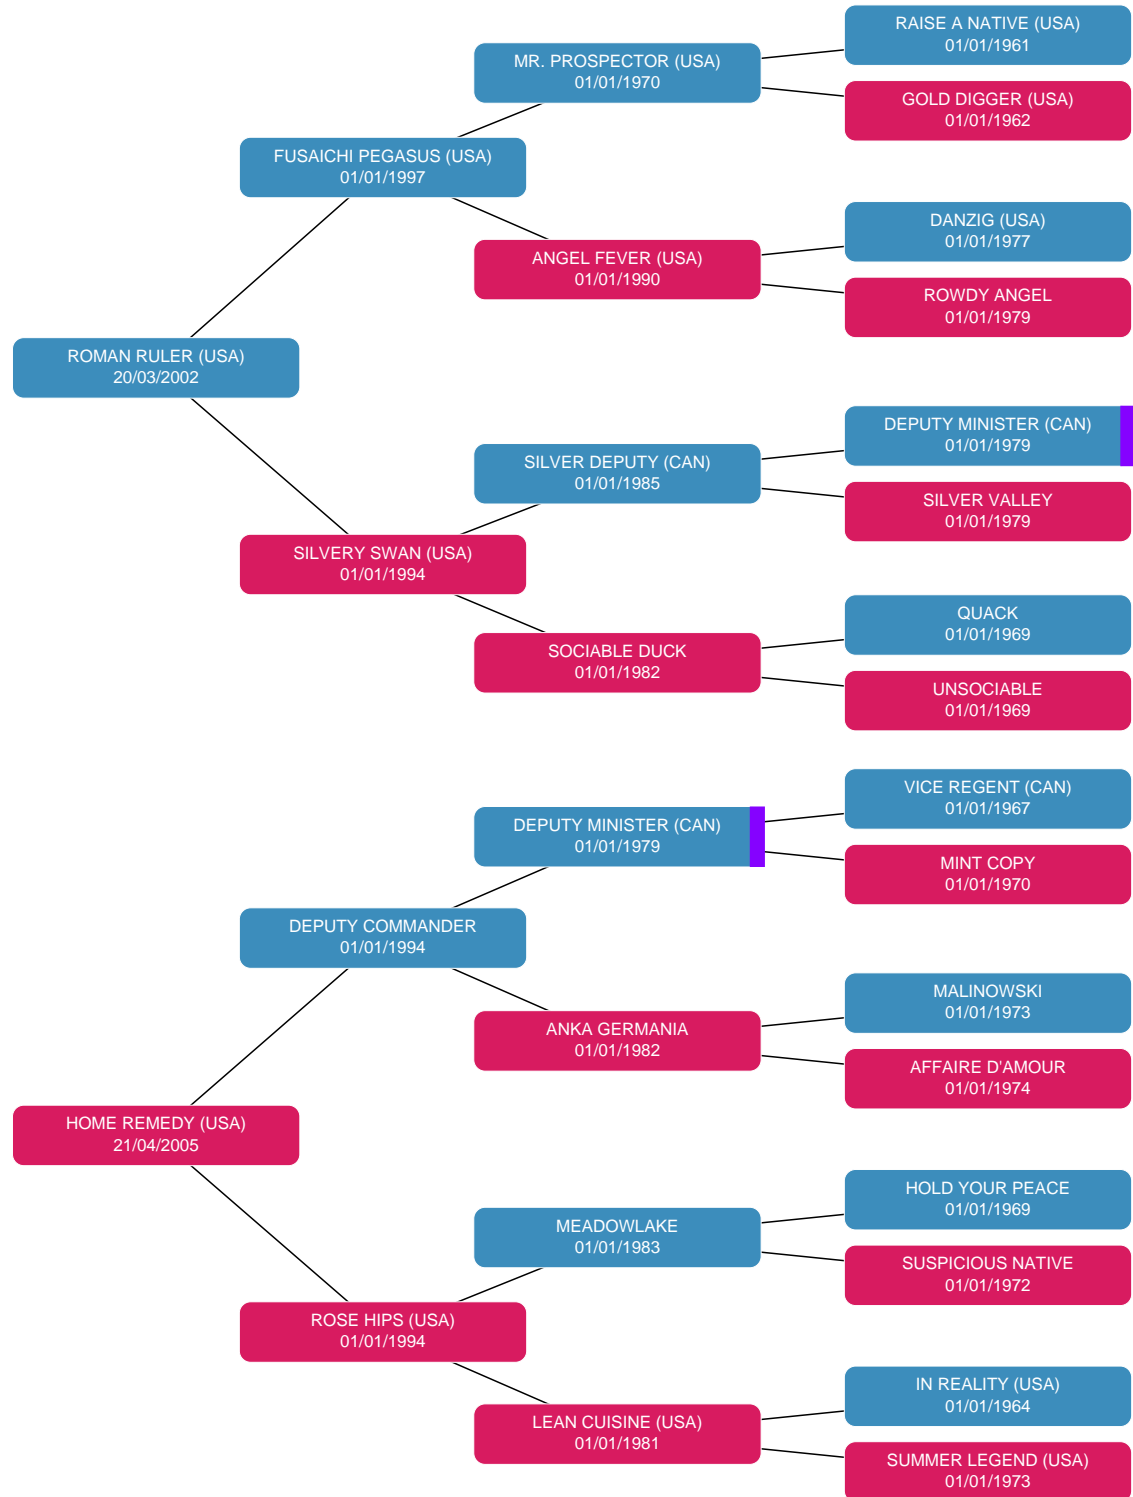 RAISE A NATIVE (USA)
01/01/1961
MR. PROSPECTOR (USA)
01/01/1970
GOLD DIGGER (USA)
01/01/1962
FUSAICHI PEGASUS (USA)
01/01/1997
DANZIG (USA)
01/01/1977
ANGEL FEVER (USA)
01/01/1990
ROWDY ANGEL
01/01/1979
ROMAN RULER (USA)
20/03/2002
DEPUTY MINISTER (CAN)
01/01/1979
SILVER DEPUTY (CAN)
01/01/1985
SILVER VALLEY
01/01/1979
SILVERY SWAN (USA)
01/01/1994
QUACK
01/01/1969
SOCIABLE DUCK
01/01/1982
UNSOCIABLE
01/01/1969
VICE REGENT (CAN)
01/01/1967
DEPUTY MINISTER (CAN)
01/01/1979
MINT COPY
01/01/1970
DEPUTY COMMANDER
01/01/1994
MALINOWSKI
01/01/1973
ANKA GERMANIA
01/01/1982
AFFAIRE D'AMOUR
01/01/1974
HOME REMEDY (USA)
21/04/2005
HOLD YOUR PEACE
01/01/1969
MEADOWLAKE
01/01/1983
SUSPICIOUS NATIVE
01/01/1972
ROSE HIPS (USA)
01/01/1994
IN REALITY (USA)
01/01/1964
LEAN CUISINE (USA)
01/01/1981
SUMMER LEGEND (USA)
01/01/1973